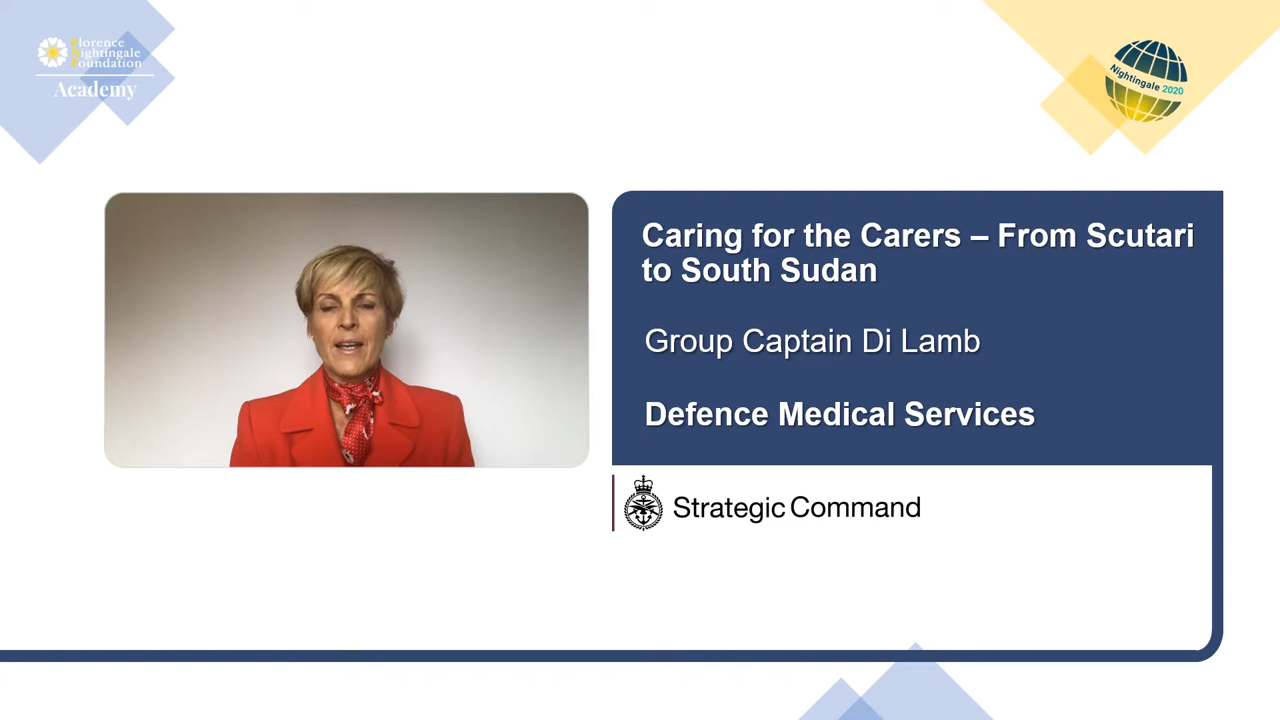 Florence
Nightingale
Foundation
Academy
Nightingale 2020
Caring for the Carers – From Scutari
to South Sudan
Group Captain Di Lamb
Defence Medical Services
Strategic Command